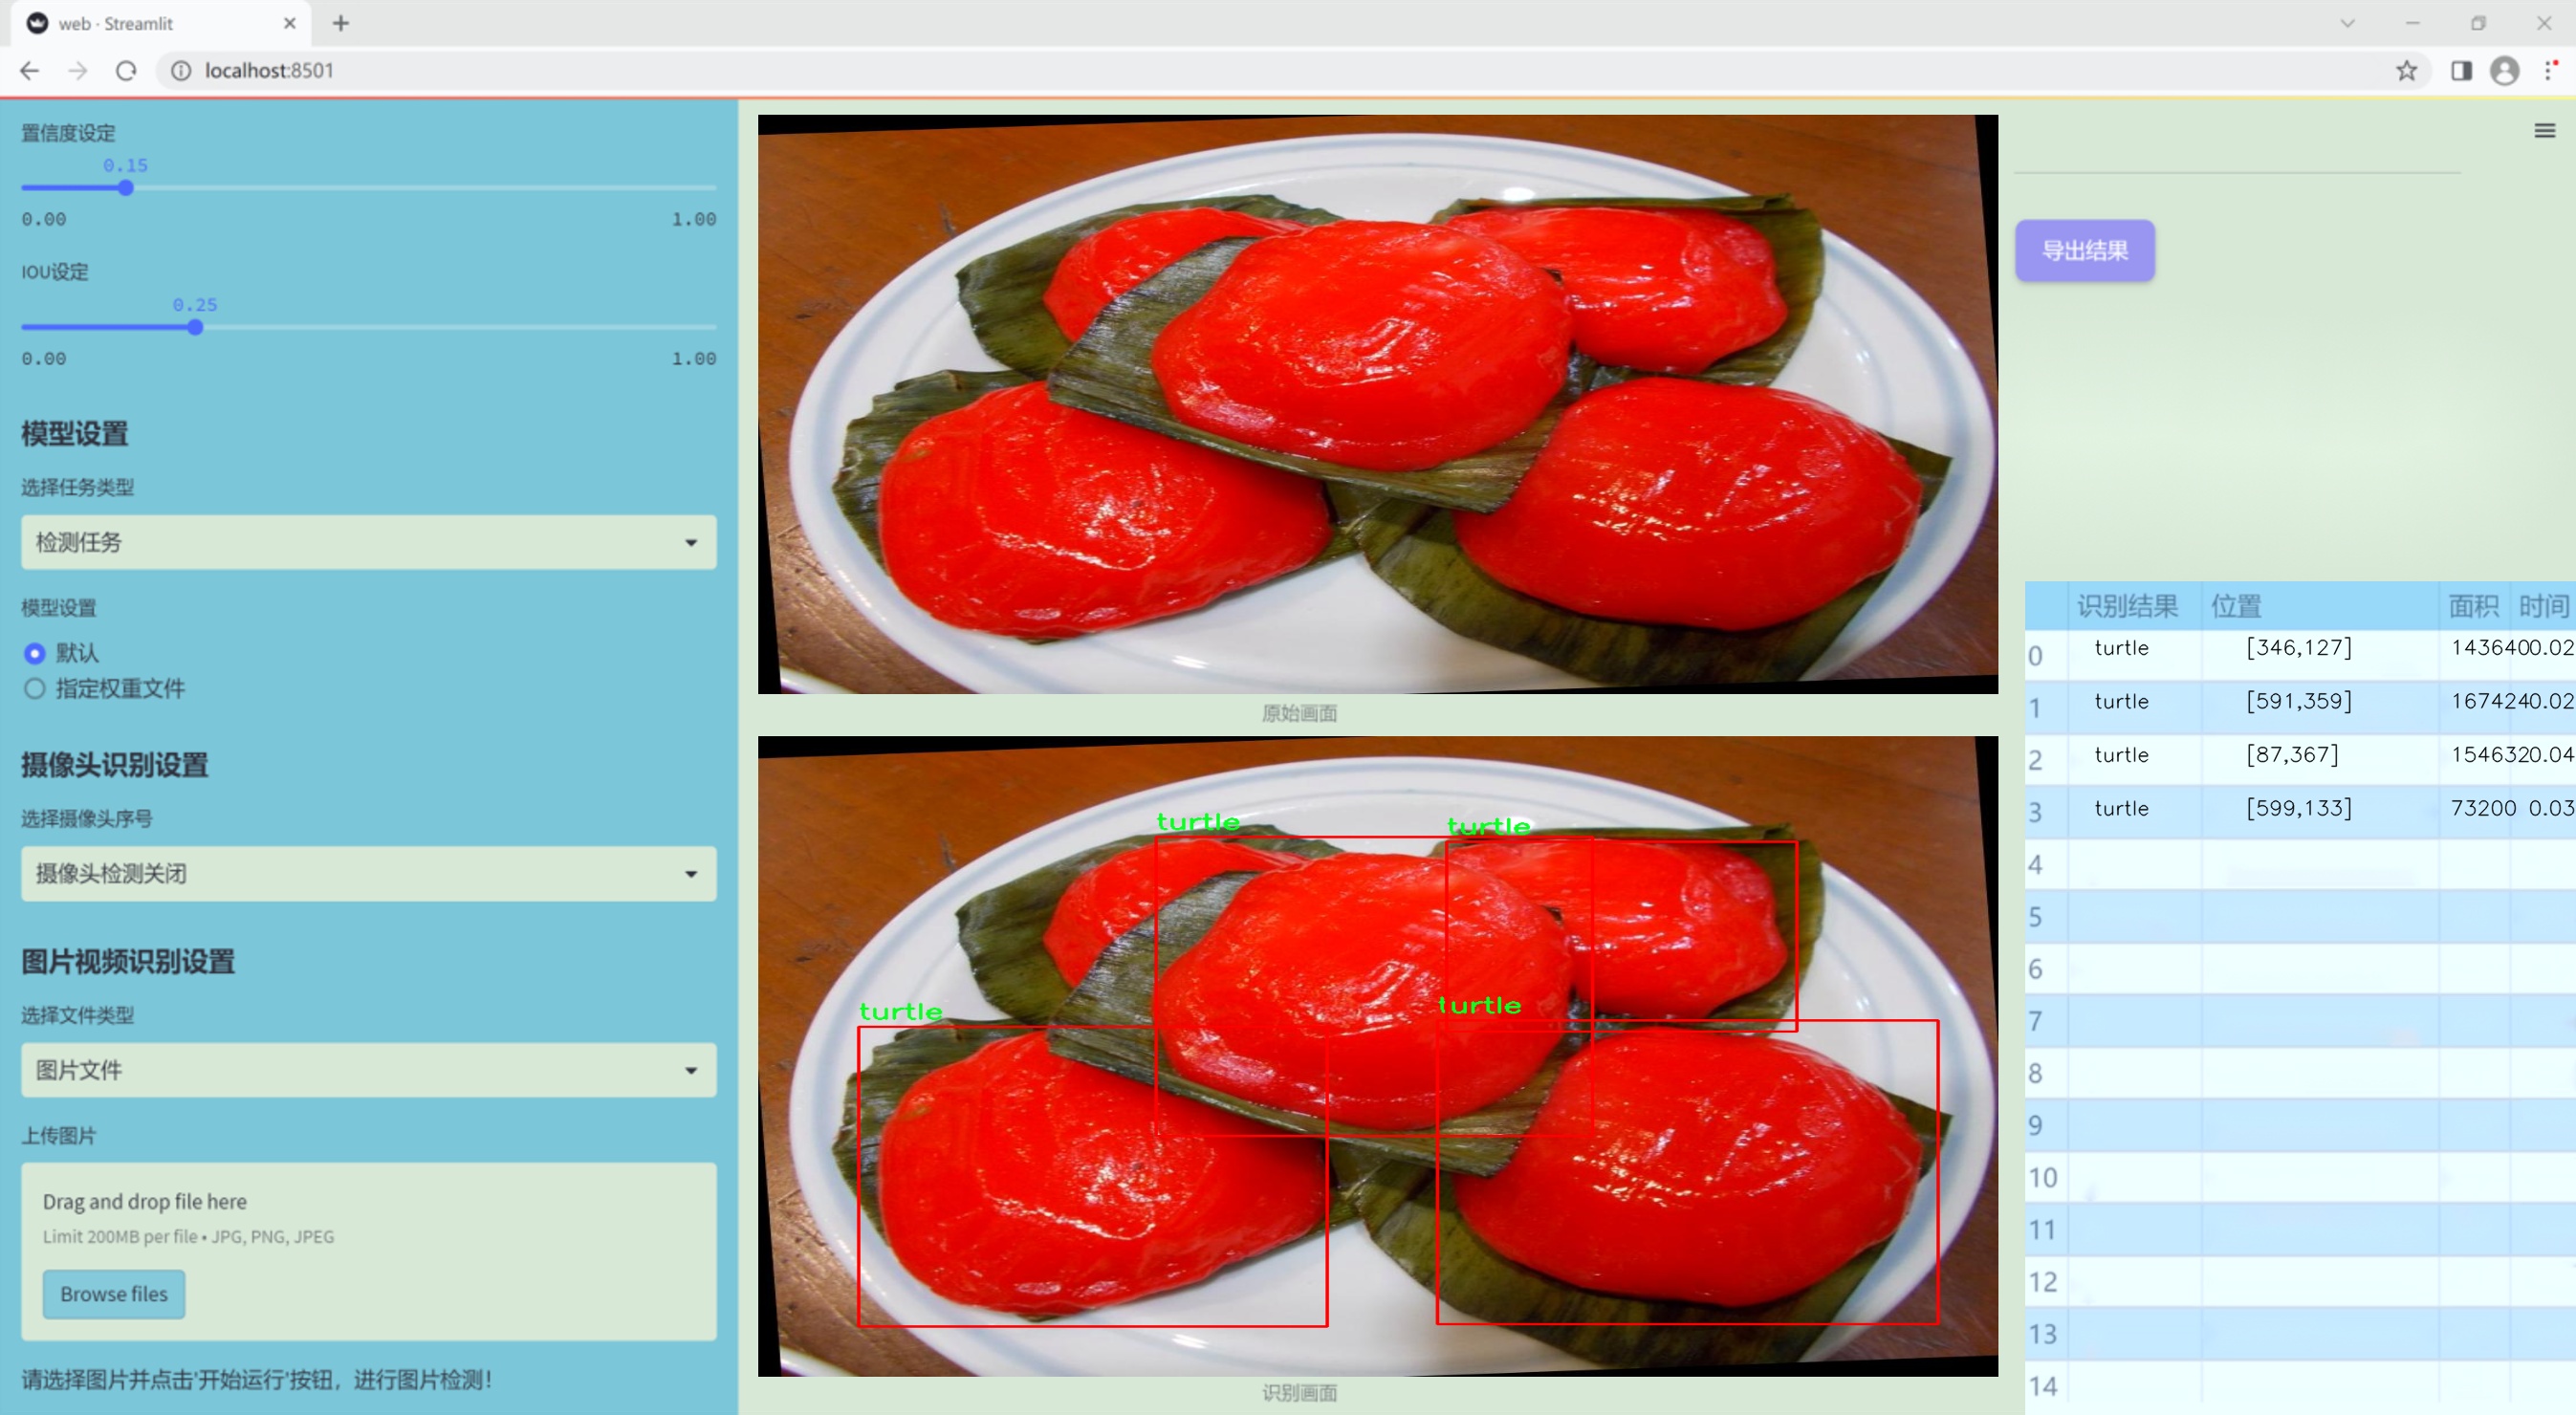 web · Streamlit
localhost:8501
置信度设定
0.15
0.00 1.00
IOU设定
0.25
0.00 1.00
模型设置
选择任务类型
检测任务
模型设置
默认
指定权重文件
摄像头识别设置
选择摄像头序号
摄像头检测关闭
图片视频识别设置
选择文件类型
图片文件
上传图片
Drag and drop file here
Limit 200MB per file • JPG, PNG, JPEG
Browse files
请选择图片并点击'开始运行'按钮，进行图片检测！
原始画面
turtle
turtle
turtle
turtle
识别画面
导出结果
识别结果 位置 面积 时间
0 turtle [346,127] 1436400.02
1 turtle [591,359] 1674240.02
2 turtle [87,367] 1546320.04
3 turtle [599,133] 73200 0.03
4
5
6
7
8
9
10
11
12
13
14